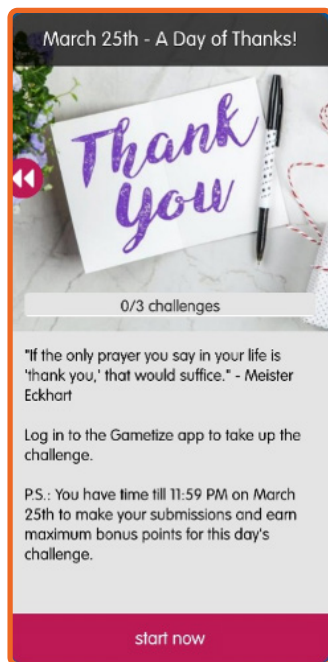 March 25th - A Day of Thanks!
Thank
You
0/3 challenges
"If the only prayer you say in your life is
'thank you,' that would suffice." - Meister
Eckhart
Log in to the Gametize app to take up the
challenge.
P.S.: You have time till 11:59 PM on March
25th to make your submissions and earn
maximum bonus points for this day's
challenge.
start now